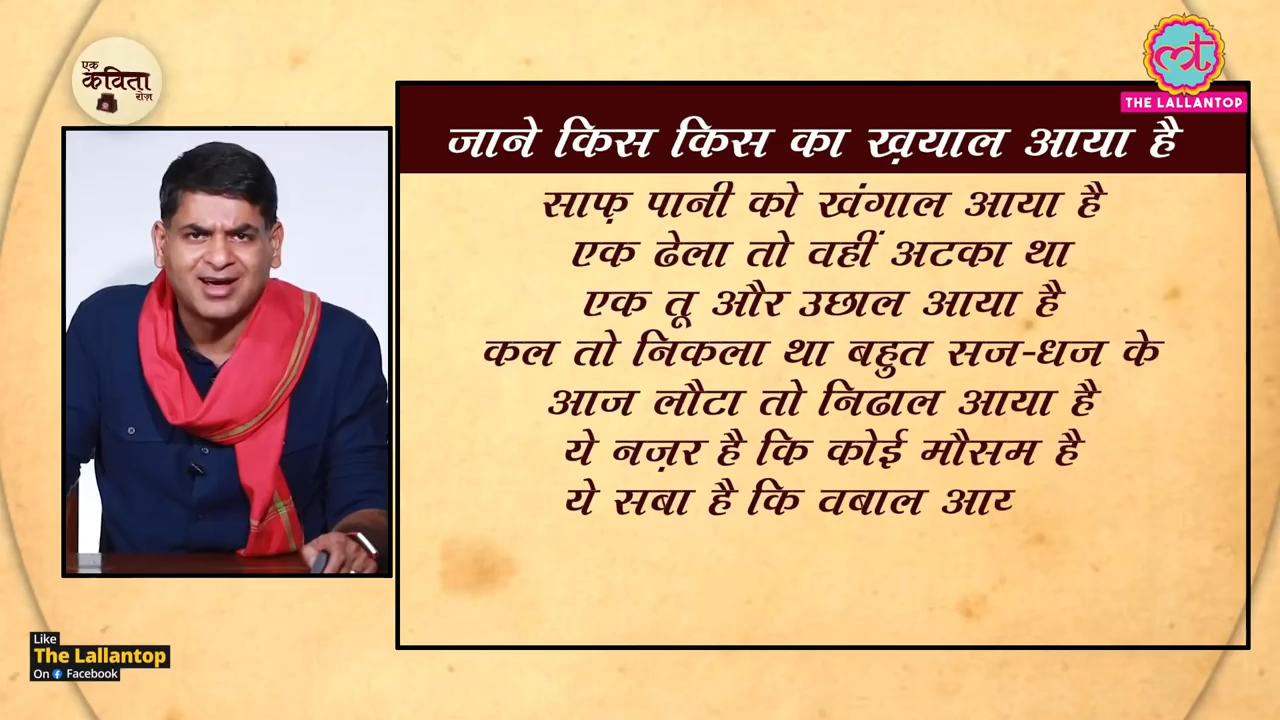 एक
कविता
रोज़
THE LALLANTOP
जाने किस किस का ख़याल आया है
साफ़ पानी को खंगाल आया है
एक ढेला तो वहीं अटका था
एक तू और उछाल आया है
कल तो निकला था बहुत सज-धज के
आज लौटा तो निढाल आया है
ये नज़र है कि कोई मौसम है
ये सबा है कि वबाल आय
Like
The Lallantop
On Facebook